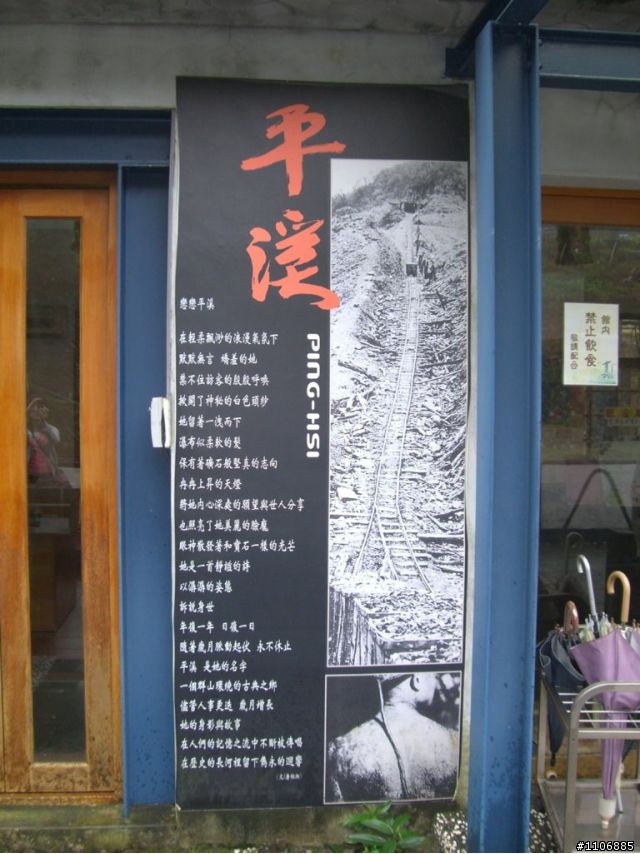 平溪
PING-HSI
戀戀平溪
在輕柔飄渺的浪漫氣氛下
默默無言 嬌羞的她
禁不住訪客的殷殷呼喚
掀開了神秘的白色頭紗
她留著一洩而下
瀑布似柔軟的髮
保有著礦石般堅貞的志向
冉冉上昇的天燈
將她內心深處的願望與世人分享
也照亮了她美麗的臉龐
眼神散發著和寶石一樣的光芒
她是一首靜謐的詩
以濕濕的姿態
訴說身世
年復一年 日復一日
隨著歲月脈動起伏 永不休止
平溪 是她的名字
一個群山環繞的古典之鄉
儘管人事更迭 歲月增長
她的身影與故事
在人們的記憶之流中不斷被傳唱
在歷史的長河裡留下雋永的迴響
館內
禁止飲食
敬請配合
#1106885